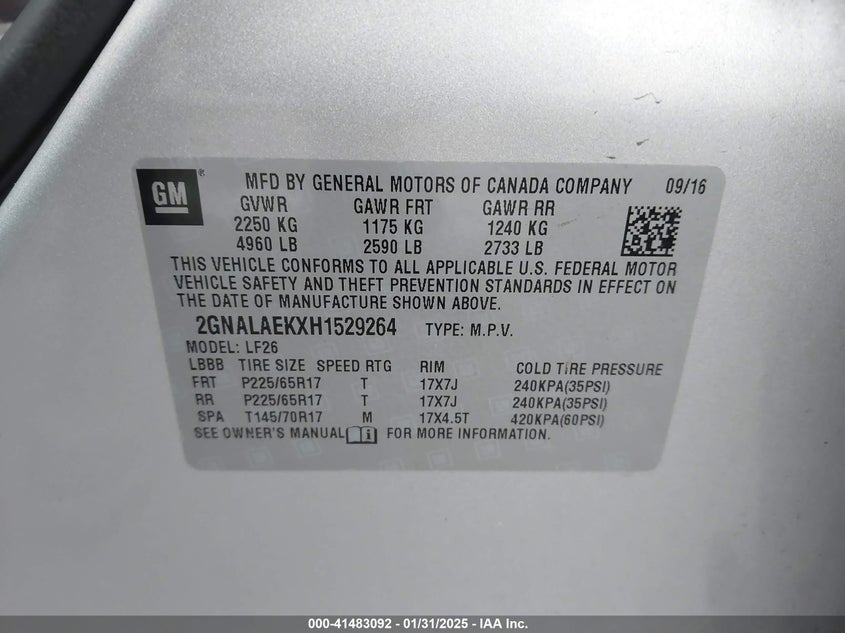 GM ® MFD BY GENERAL MOTORS OF CANADA COMPANY 09/16
GVWR GAWR FRT GAWR RR
2250 KG 1175 KG 1240 KG
4960 LB 2590 LB 2733 LB
THIS VEHICLE CONFORMS TO ALL APPLICABLE U.S. FEDERAL MOTOR
VEHICLE SAFETY AND THEFT PREVENTION STANDARDS IN EFFECT ON
THE DATE OF MANUFACTURE SHOWN ABOVE.
2GNALAEKXH1529264 TYPE: M.P.V.
MODEL: LF26
LBBB TIRE SIZE SPEED RTG RIM COLD TIRE PRESSURE
FRT P225/65R17 T 17X7J 240KPA(35PSI)
RR P225/65R17 T 17X7J 240KPA(35PSI)
SPA T145/70R17 M 17X4.5T 420KPA(60PSI)
SEE OWNER'S MANUAL i FOR MORE INFORMATION.
000-41483092 - 01/31/2025 - IAA Inc.